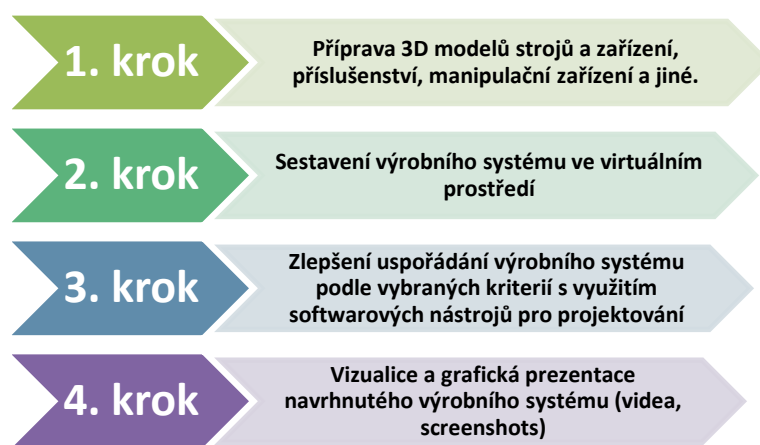 1. krok
Příprava 3D modelů strojů a zařízení,
příslušenství, manipulační zařízení a jiné.
2. krok
Sestavení výrobního systému ve virtuálním
prostředí
3. krok
Zlepšení uspořádání výrobního systému
podle vybraných kriterií s využitím
softwarových nástrojů pro projektování
4. krok
Vizualice a grafická prezentace
navrhnutého výrobního systému (videa,
screenshots)